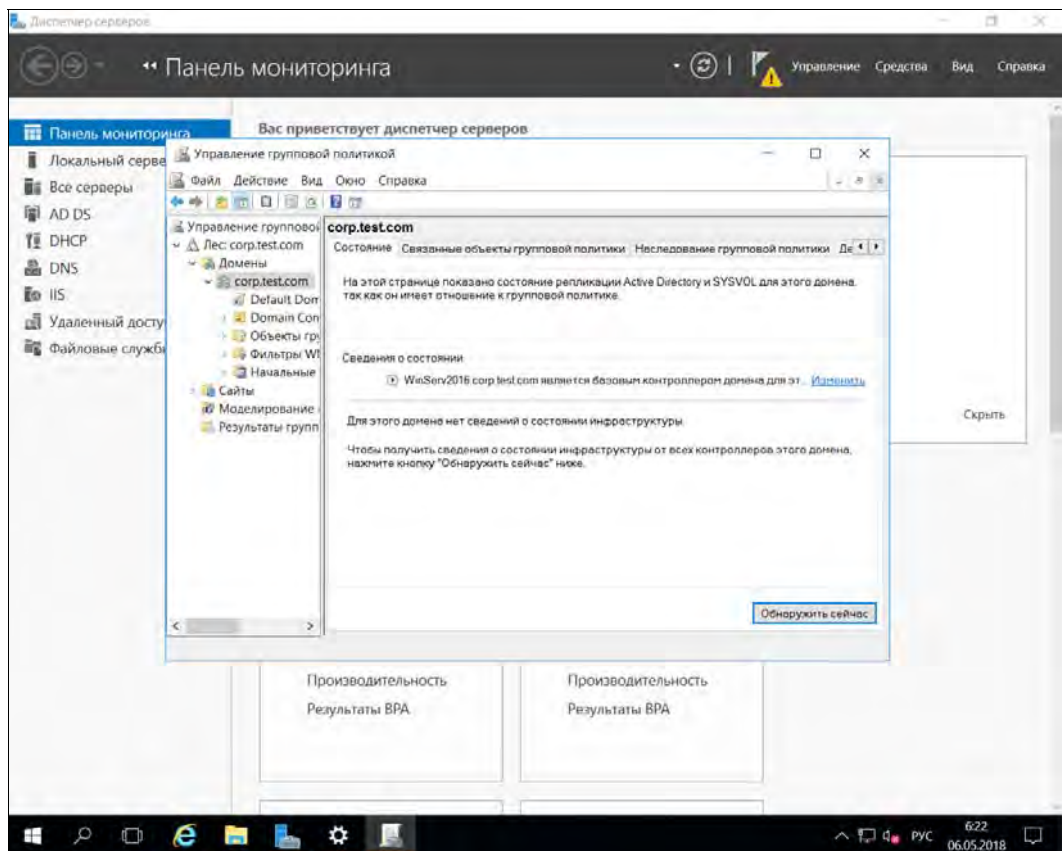 Диспетчер серверов
Панель мониторинга
Управление Средства Вид Справка
Панель мониторинга
Вас приветствует диспетчер серверов
Локальный серве
Все серверы
AD DS
DHCP
DNS
IIS
Удаленный досту
Файловые служб
Управление групповой политикой
Файл Действие Вид Окно Справка
Управление группово
Лес: corp.test.com
Домены
corp.test.com
Default Dom
Domain Con
Объекты гру
Фильтры WI
Начальные
Сайты
Моделирование
Результаты групп
corp.test.com
Состояние Связанные объекты групповой политики Наследование групповой политики Де
На этой странице показано состояние репликации Active Directory и SYSVOL для этого домена,
так как он имеет отношение к групповой политике.
Сведения о состоянии
WinServ2016.corp.test.com является базовым контроллером домена для эт... Изменить
Для этого домена нет сведений о состоянии инфраструктуры.
Чтобы получить сведения о состоянии инфраструктуры от всех контроллеров этого домена,
нажмите кнопку "Обнаружить сейчас" ниже.
Обнаружить сейчас
Скрыть
Производительность
Результаты BPA
Производительность
Результаты BPA
РУС
6:22
06.05.2018